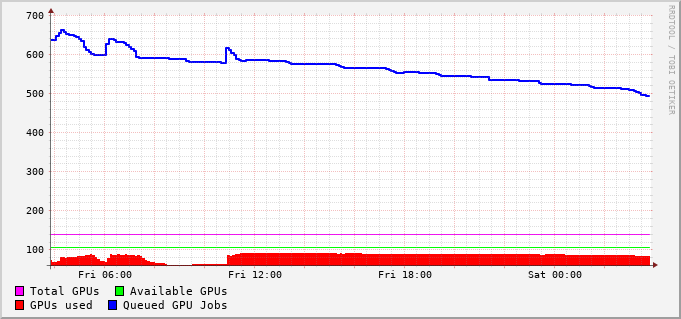 700
600
500
400
300
200
100
Fri 06:00 Fri 12:00 Fri 18:00 Sat 00:00
Total GPUs Available GPUs
GPUs used Queued GPU Jobs
RRDTOOL / TOBI OETIKER